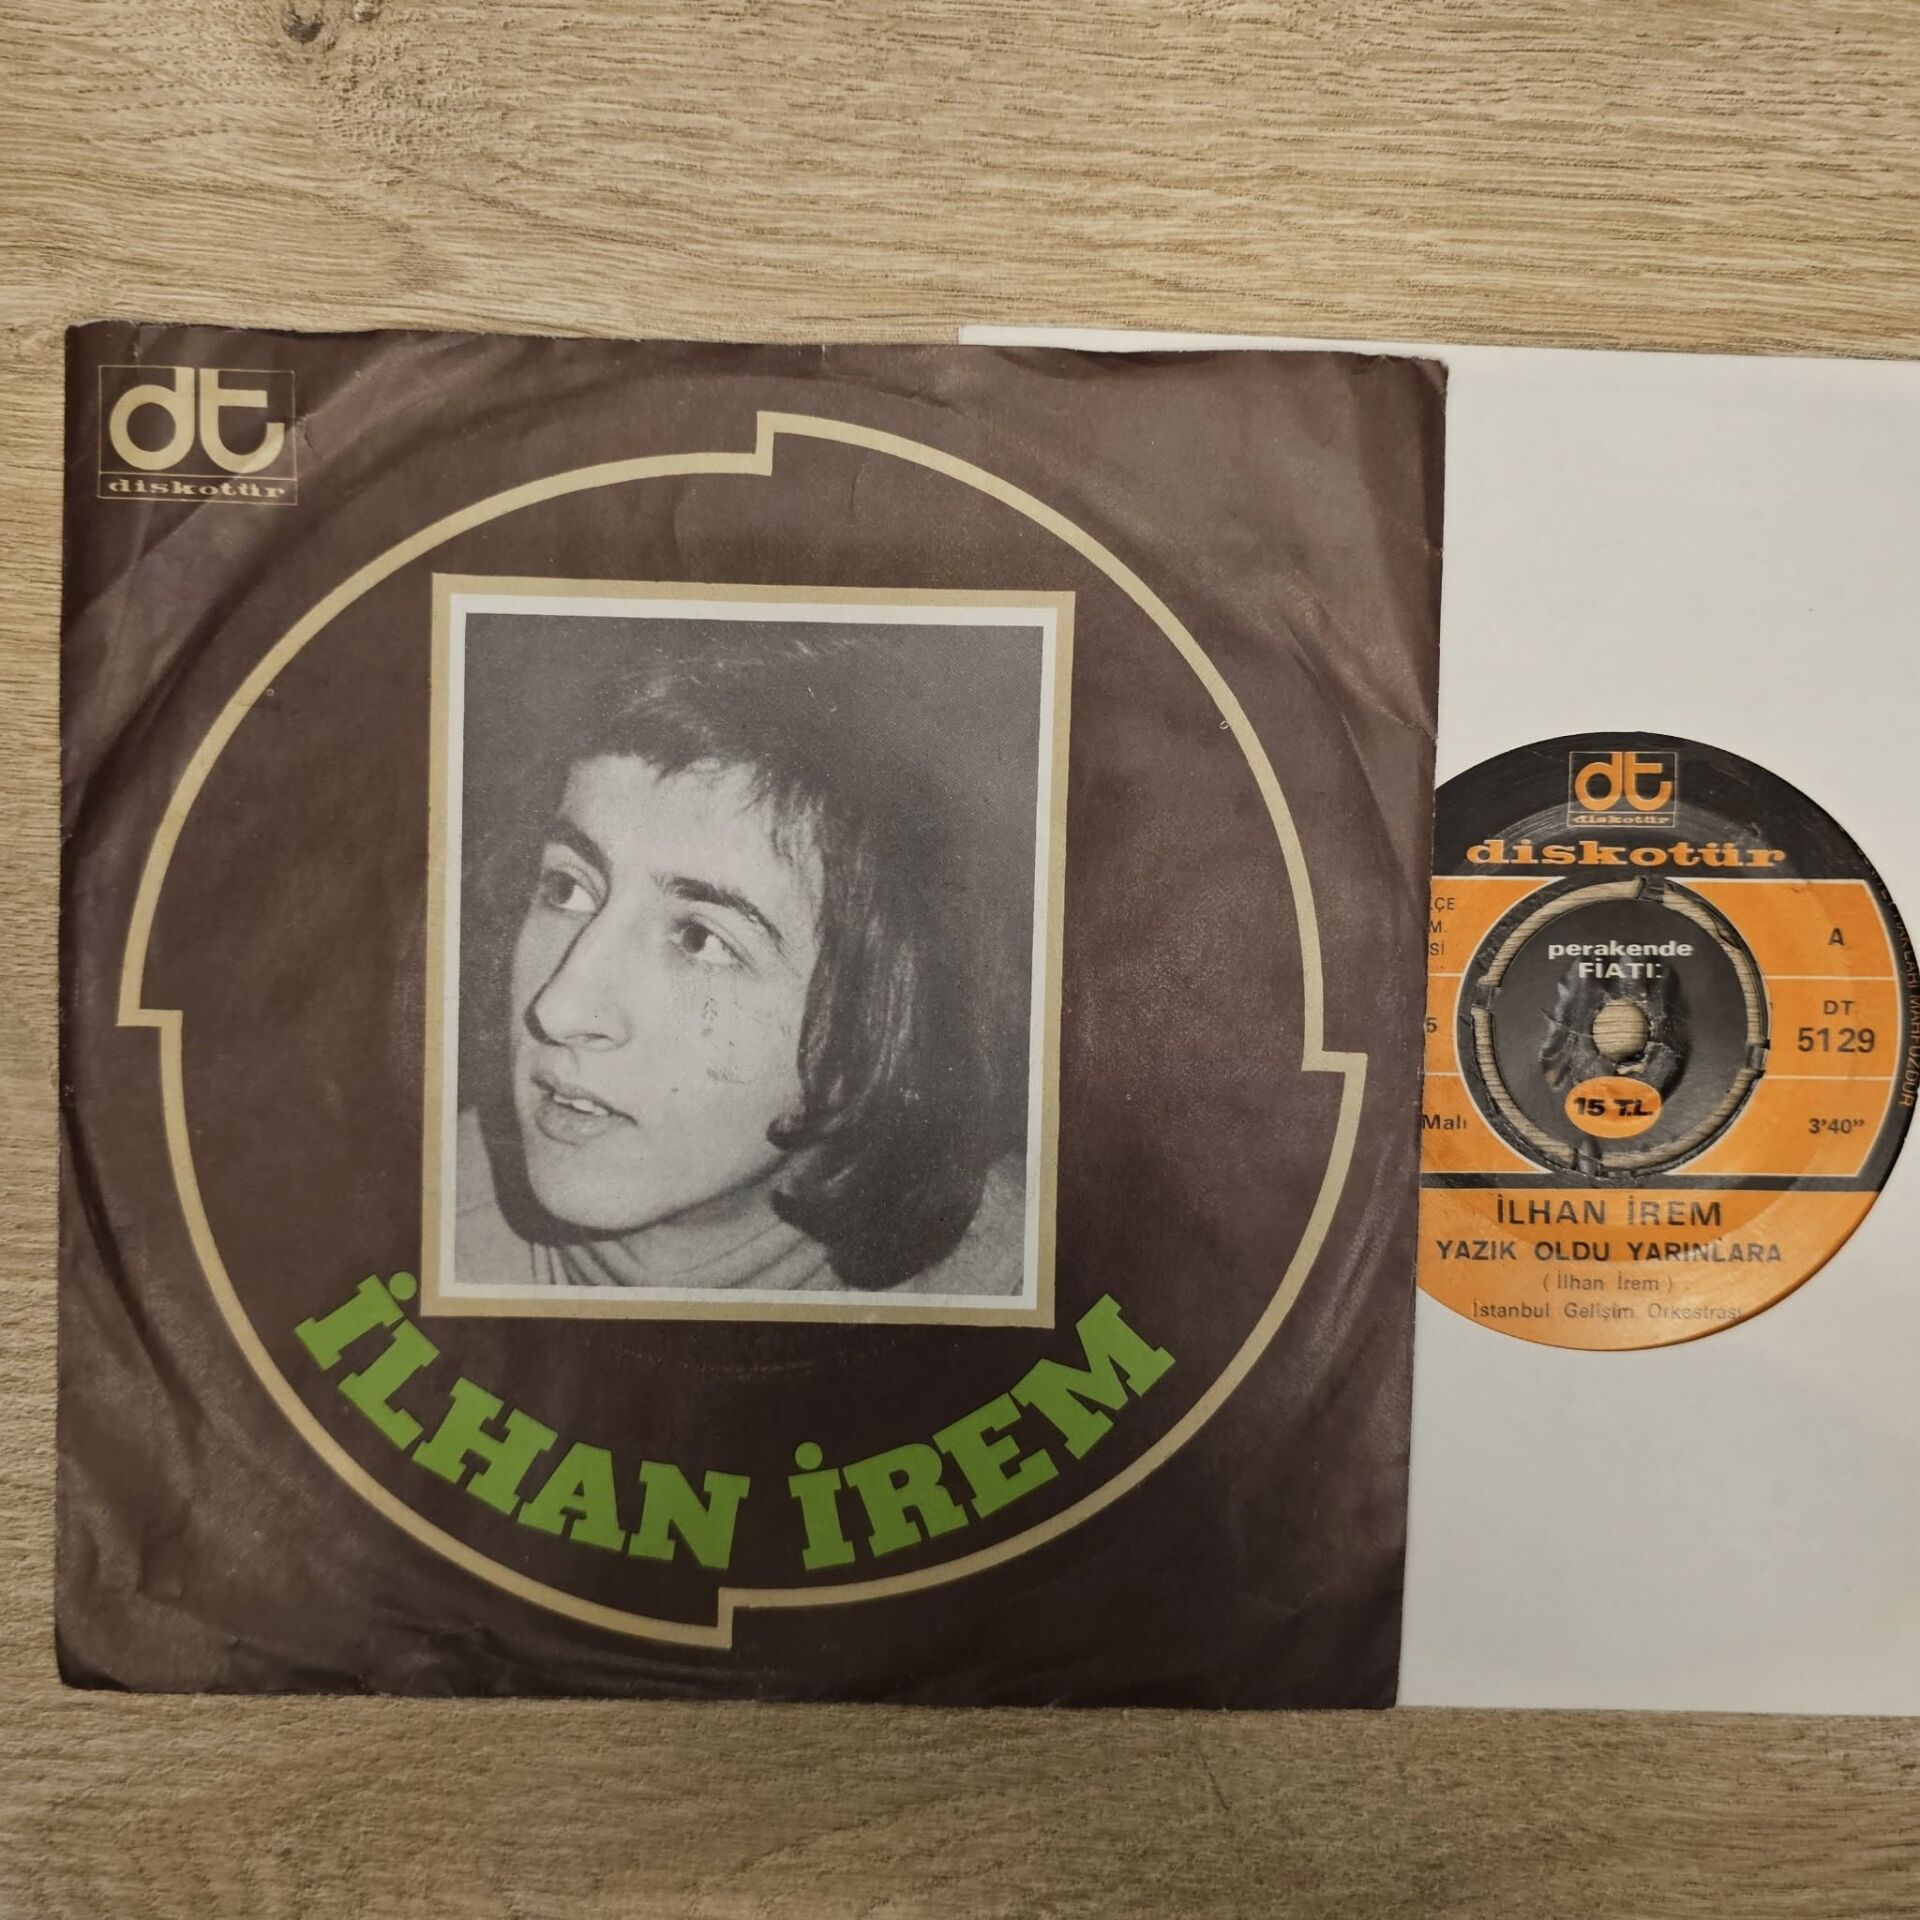 dt
diskotür
İLHAN İREM
dt
diskotür
diskotür
perakende
FİATI:
15 T.L.
A
DT
5129
Malı
3'40"
İLHAN İREM
YAZIK OLDU YARINLARA
( İlhan İrem )
İstanbul Gelişim Orkestrası